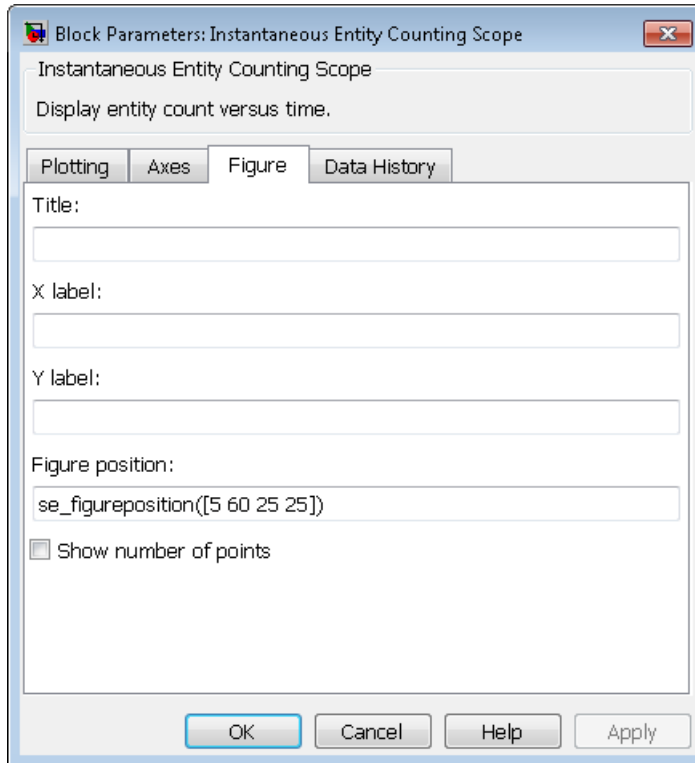 Block Parameters: Instantaneous Entity Counting Scope
Instantaneous Entity Counting Scope
Display entity count versus time.
Plotting Axes Figure Data History
Title:
X label:
Y label:
Figure position:
se_figureposition([5 60 25 25])
Show number of points
OK Cancel Help Apply